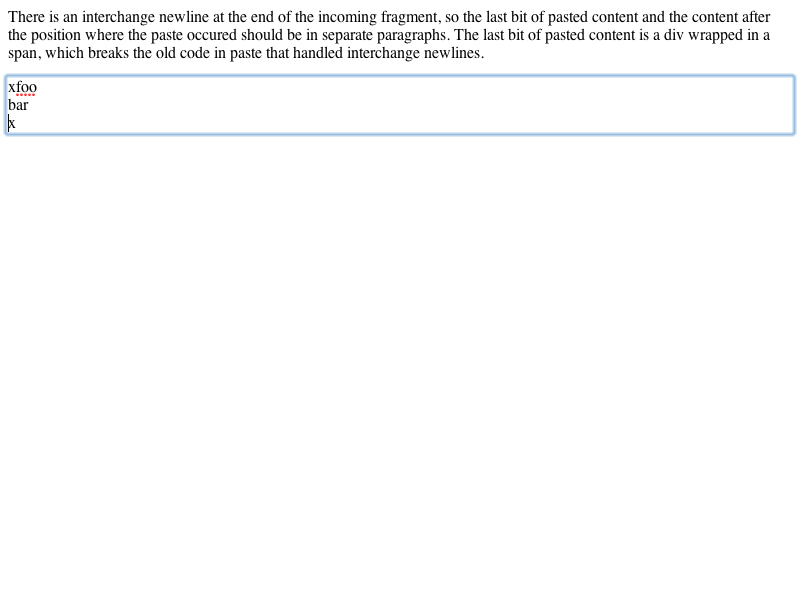 There is an interchange newline at the end of the incoming fragment, so the last bit of pasted content and the content after
the position where the paste occured should be in separate paragraphs. The last bit of pasted content is a div wrapped in a
span, which breaks the old code in paste that handled interchange newlines.
xfoo
bar
x